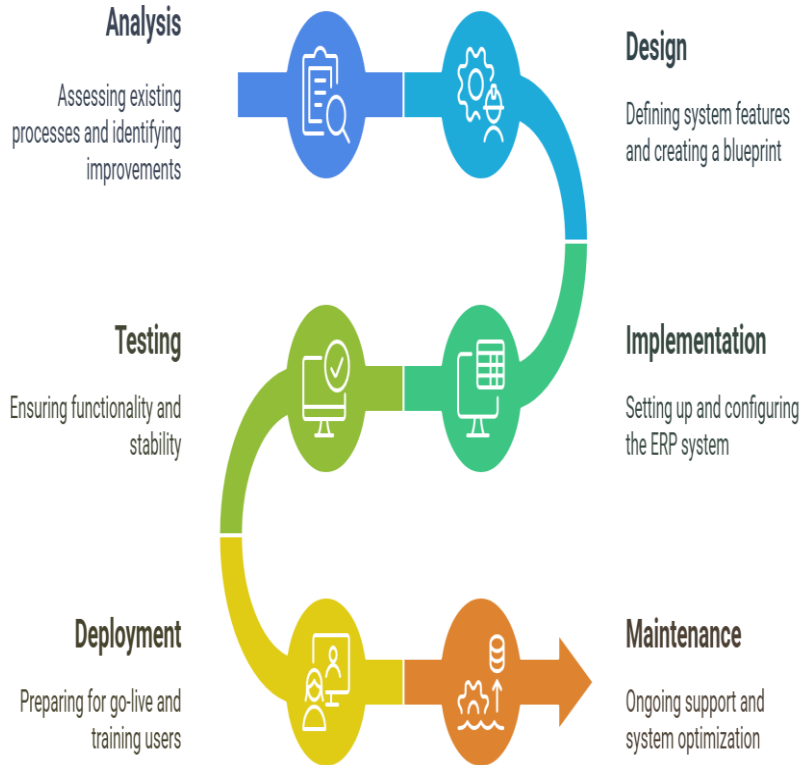 Analysis
Assessing existing
processes and identifying
improvements
Design
Defining system features
and creating a blueprint
Implementation
Setting up and configuring
the ERP system
Testing
Ensuring functionality and
stability
Deployment
Preparing for go-live and
training users
Maintenance
Ongoing support and
system optimization